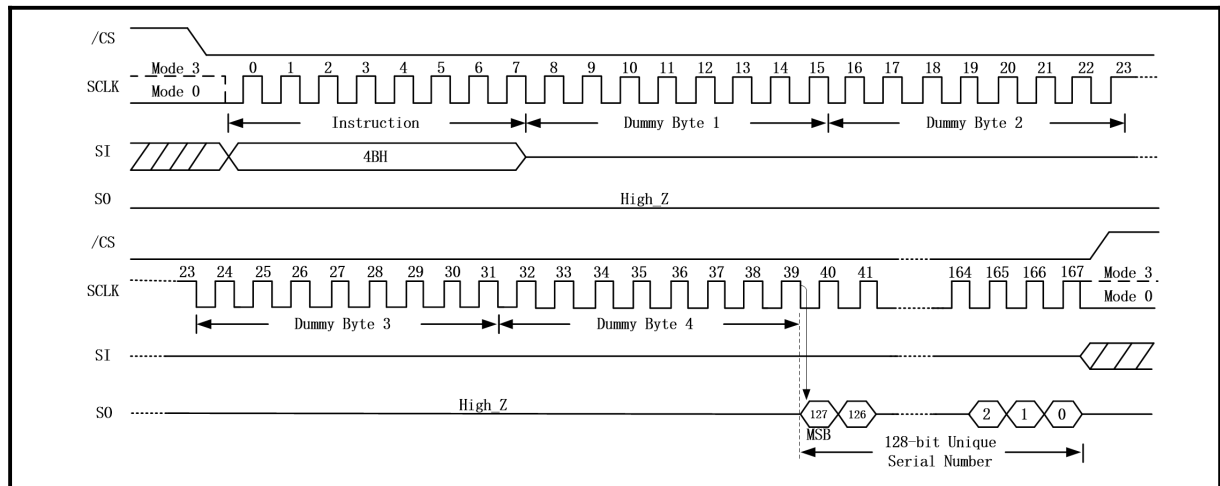 /CS
Mode 3 0 1 2 3 4 5 6 7 8 9 10 11 12 13 14 15 16 17 18 19 20 21 22 23
SCLK
Mode 0
Instruction Dummy Byte 1 Dummy Byte 2
SI
4BH
SO
High_Z
/CS
23 24 25 26 27 28 29 30 31 32 33 34 35 36 37 38 39 40 41 164 165 166 167 Mode 3
SCLK
Mode 0
Dummy Byte 3 Dummy Byte 4
SI
SO
High_Z
127 126 2 1 0
MSB
128-bit Unique
Serial Number